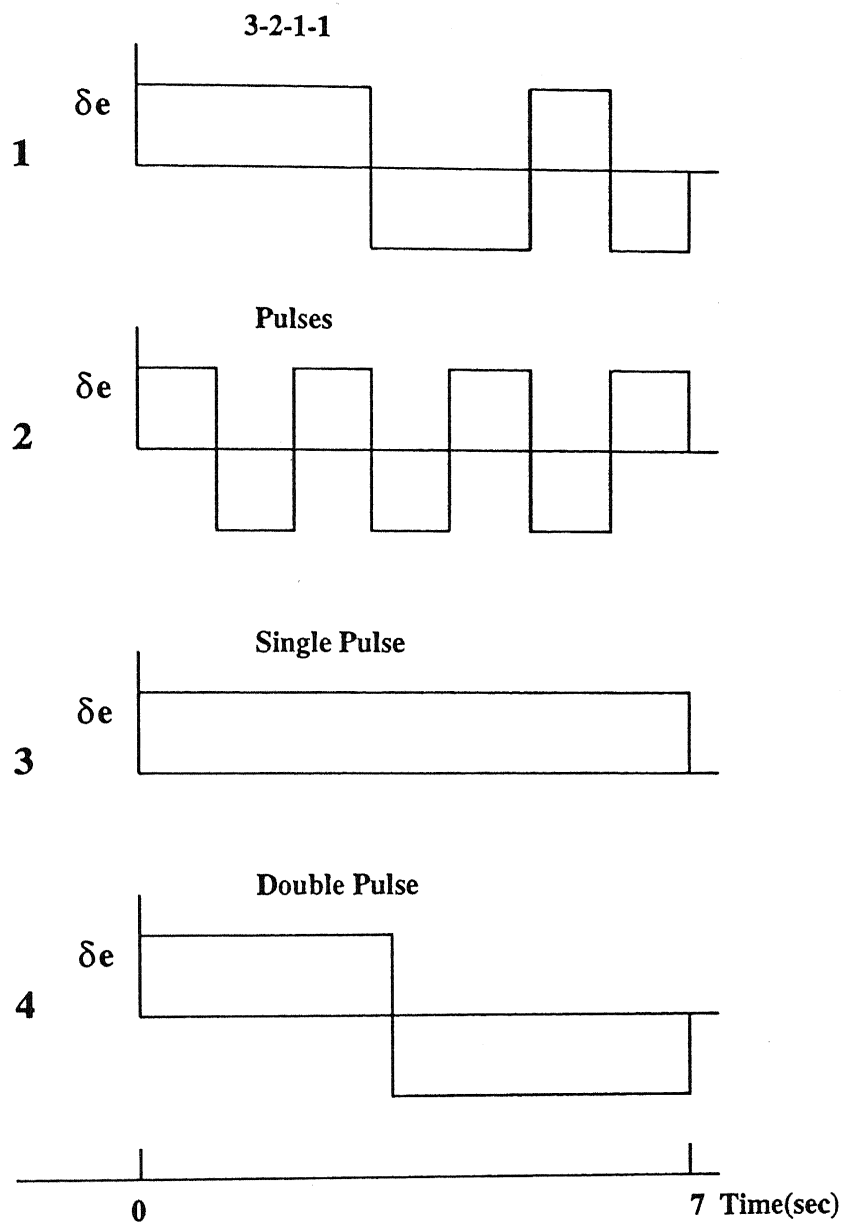 3-2-1-1
δe
1
Pulses
δe
2
Single Pulse
δe
3
Double Pulse
δe
4
0
7 Time(sec)